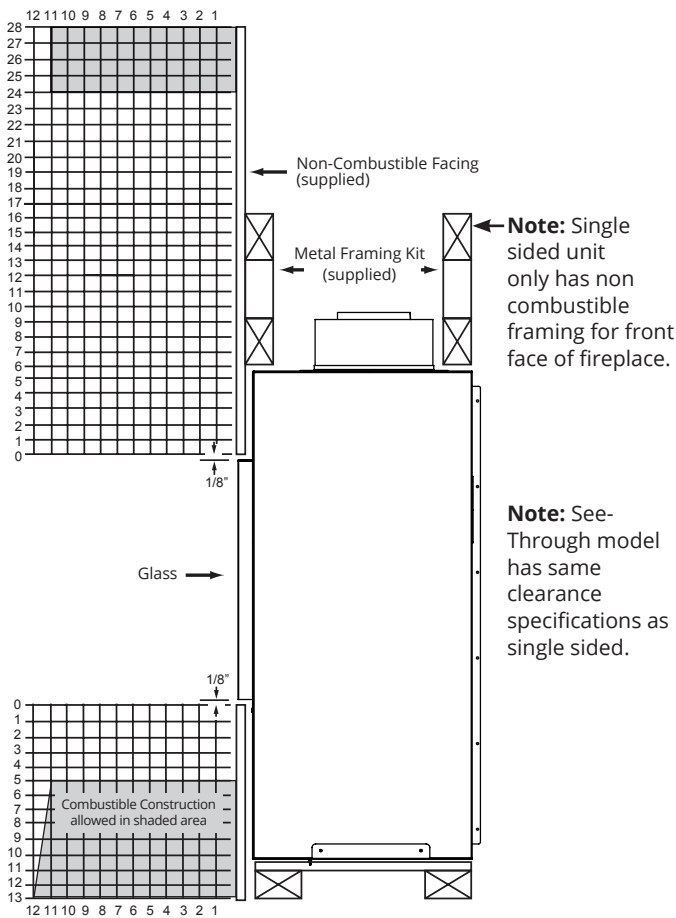 12 11 10 9 8 7 6 5 4 3 2 1
28
27
26
25
24
23
22
21
20
19
18
17
16
15
14
13
12
11
10
9
8
7
6
5
4
3
2
1
0
Non-Combustible Facing
(supplied)
Metal Framing Kit
(supplied)
Note: Single
sided unit
only has non
combustible
framing for front
face of fireplace.
1/8"
Glass
Note: See-
Through model
has same
clearance
specifications as
single sided.
1/8"
0
1
2
3
4
5
6
7
8
9
10
11
12
13
Combustible Construction
allowed in shaded area
12 11 10 9 8 7 6 5 4 3 2 1